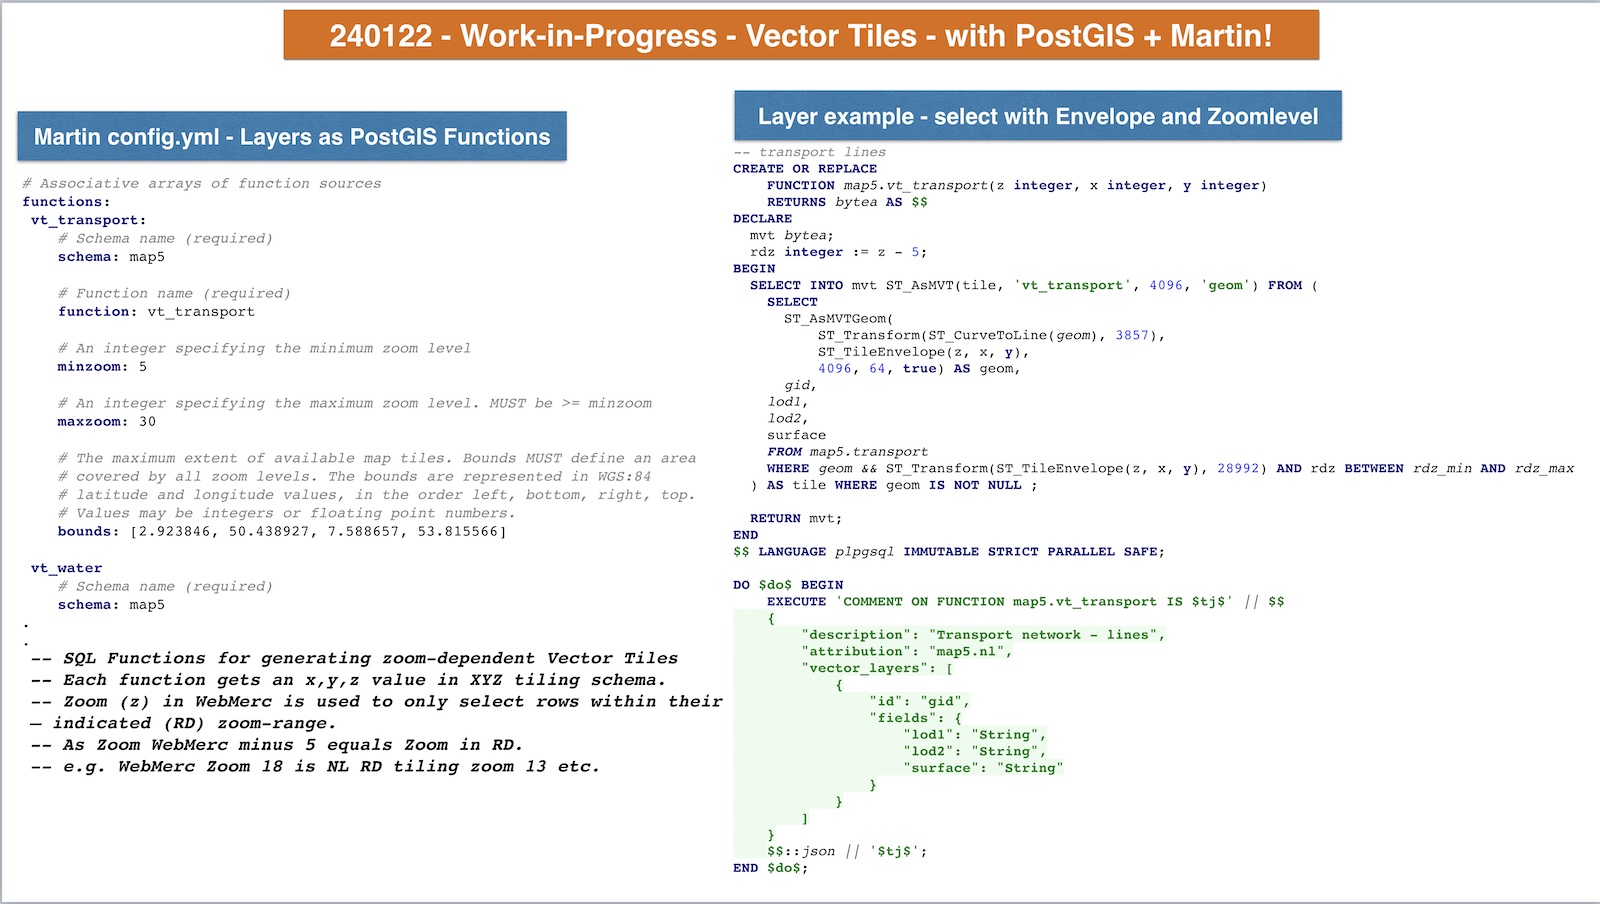 240122 - Work-in-Progress - Vector Tiles - with PostGIS + Martin!
Martin config.yml - Layers as PostGIS Functions
# Associative arrays of function sources
functions:
vt_transport:
# Schema name (required)
schema: map5
# Function name (required)
function: vt_transport
# An integer specifying the minimum zoom level
minzoom: 5
# An integer specifying the maximum zoom level. MUST be >= minzoom
maxzoom: 30
# The maximum extent of available map tiles. Bounds MUST define an area
# covered by all zoom levels. The bounds are represented in WGS:84
# latitude and longitude values, in the order left, bottom, right, top.
# Values may be integers or floating point numbers.
bounds: [2.923846, 50.438927, 7.588657, 53.815566]
vt_water
# Schema name (required)
schema: map5
.
.
-- SQL Functions for generating zoom-dependent Vector Tiles
-- Each function gets an x,y,z value in XYZ tiling schema.
-- Zoom (z) in WebMerc is used to only select rows within their
— indicated (RD) zoom-range.
-- As Zoom WebMerc minus 5 equals Zoom in RD.
-- e.g. WebMerc Zoom 18 is NL RD tiling zoom 13 etc.
Layer example - select with Envelope and Zoomlevel
-- transport lines
CREATE OR REPLACE
FUNCTION map5.vt_transport(z integer, x integer, y integer)
RETURNS bytea AS $$
DECLARE
mvt bytea;
rdz integer := z - 5;
BEGIN
SELECT INTO mvt ST_AsMVT(tile, 'vt_transport', 4096, 'geom') FROM (
SELECT
ST_AsMVTGeom(
ST_Transform(ST_CurveToLine(geom), 3857),
ST_TileEnvelope(z, x, y),
4096, 64, true) AS geom,
gid,
lod1,
lod2,
surface
FROM map5.transport
WHERE geom && ST_Transform(ST_TileEnvelope(z, x, y), 28992) AND rdz BETWEEN rdz_min AND rdz_max
) AS tile WHERE geom IS NOT NULL ;
RETURN mvt;
END
$$ LANGUAGE plpgsql IMMUTABLE STRICT PARALLEL SAFE;
DO $do$ BEGIN
EXECUTE 'COMMENT ON FUNCTION map5.vt_transport IS $tj$' || $$
{
"description": "Transport network - lines",
"attribution": "map5.nl",
"vector_layers": [
{
"id": "gid",
"fields": {
"lod1": "String",
"lod2": "String",
"surface": "String"
}
}
]
}
$$::json || '$tj$';
END $do$;